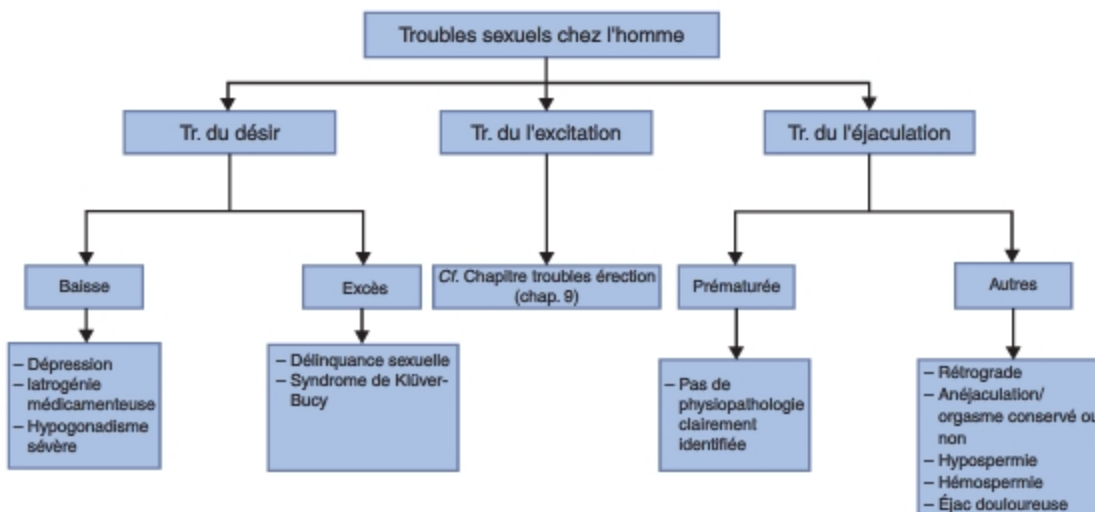 Troubles sexuels chez l'homme
Tr. du désir
Tr. du l'excitation
Tr. du l'éjaculation
Baisse
Excès
Cf. Chapitre troubles érection
(chap. 9)
Prématurée
Autres
– Dépression
– Iatrogénie
médicamenteuse
– Hypogonadisme
sévère
– Délinquance sexuelle
– Syndrome de Klüver-
Bucy
– Pas de
physiopathologie
clairement
identifiée
– Rétrograde
– Anéjaculation/
orgasme conservé ou
non
– Hypospermie
– Hémospermie
– Éjac douloureuse